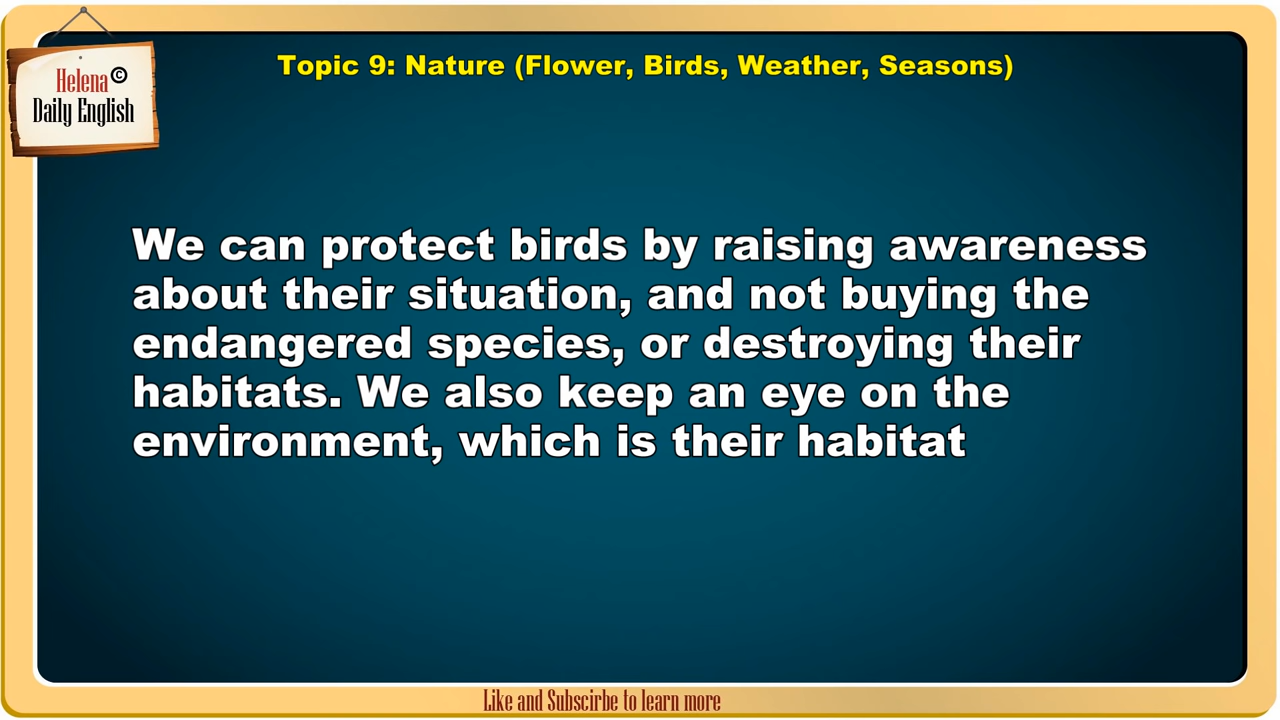 Helena©
Daily English
Topic 9: Nature (Flower, Birds, Weather, Seasons)
We can protect birds by raising awareness
about their situation, and not buying the
endangered species, or destroying their
habitats. We also keep an eye on the
environment, which is their habitat
Like and Subscirbe to learn more